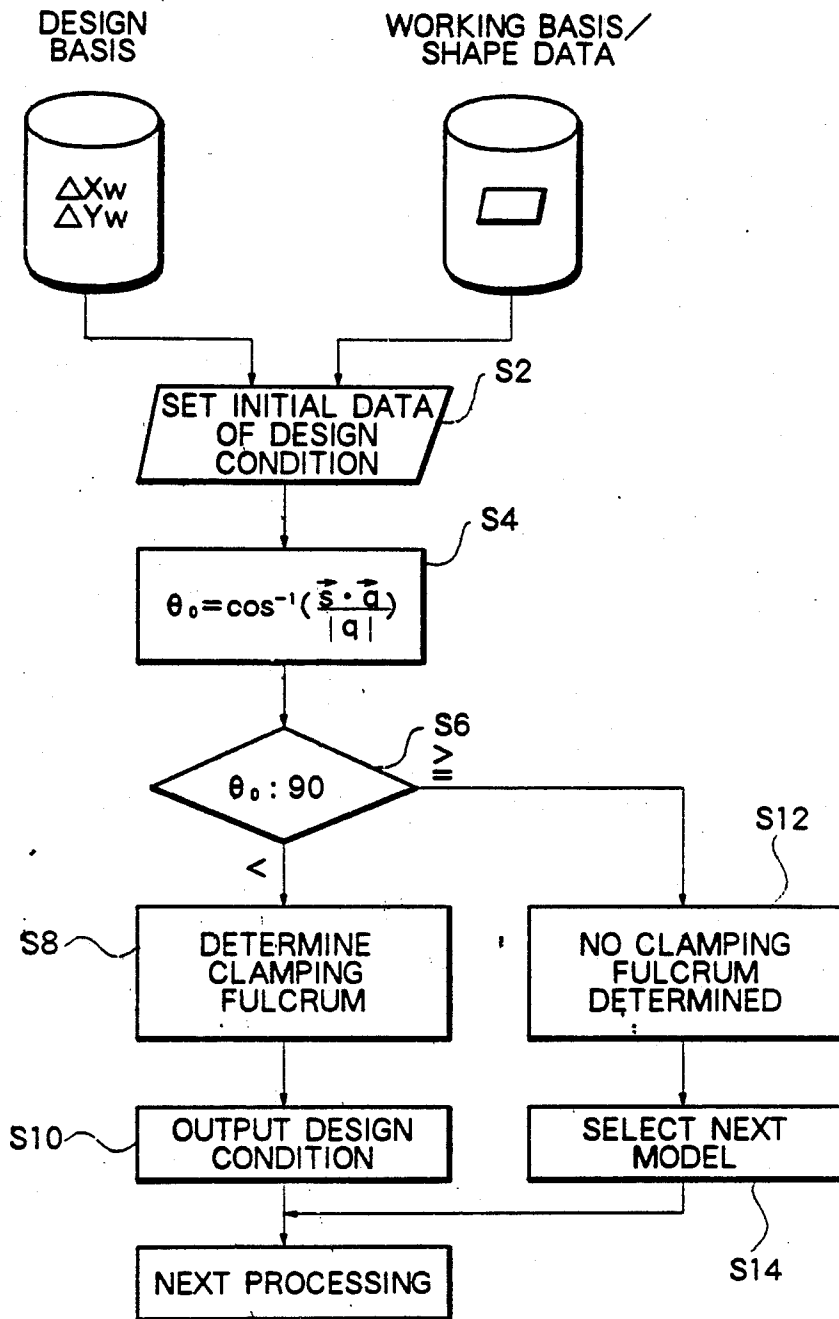 DESIGN
BASIS
WORKING BASIS/
SHAPE DATA
△Xw
△Yw
S2
SET INITIAL DATA
OF DESIGN
CONDITION
S4
θ₀=cos⁻¹(s⃗·q⃗/|q|)
S6
θ₀:90
≧
<
S12
S8
DETERMINE
CLAMPING
FULCRUM
NO CLAMPING
FULCRUM
DETERMINED
S10
OUTPUT DESIGN
CONDITION
SELECT NEXT
MODEL
S14
NEXT PROCESSING